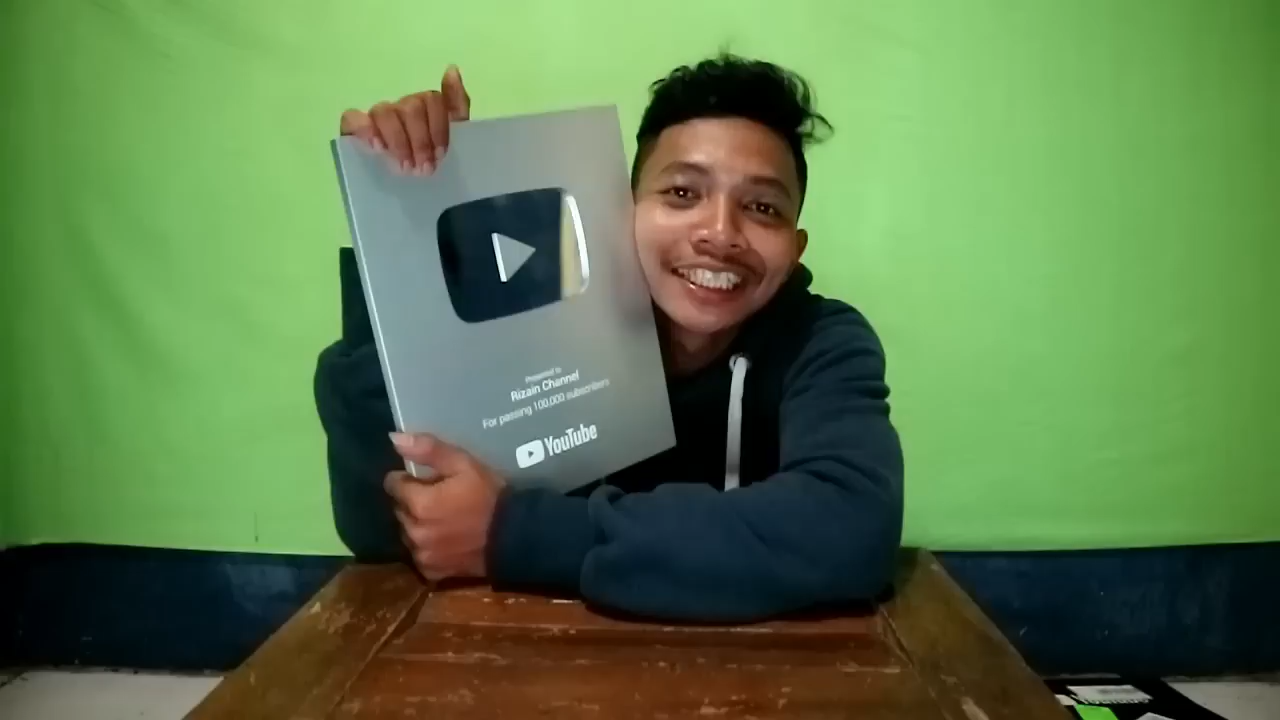 Presented to
Rizain Channel
For passing 100,000 subscribers
YouTube